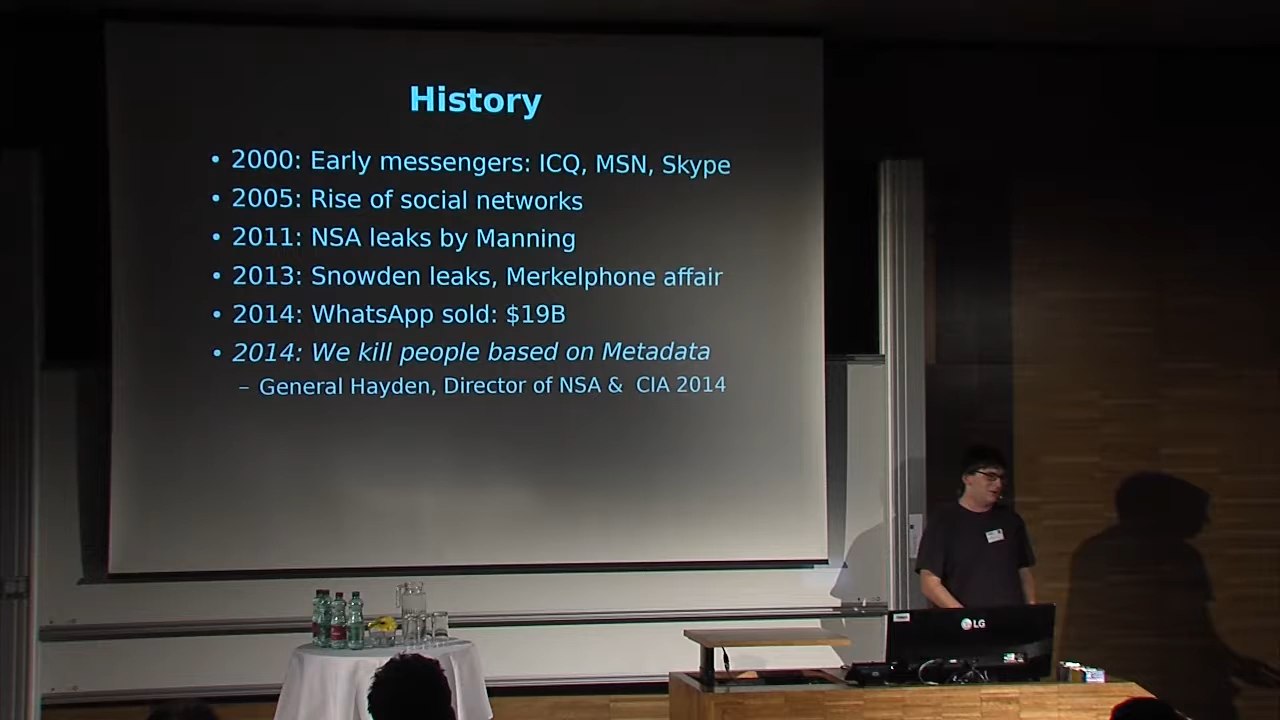 History
• 2000: Early messengers: ICQ, MSN, Skype
• 2005: Rise of social networks
• 2011: NSA leaks by Manning
• 2013: Snowden leaks, Merkelphone affair
• 2014: WhatsApp sold: $19B
• 2014: We kill people based on Metadata
– General Hayden, Director of NSA & CIA 2014
LG